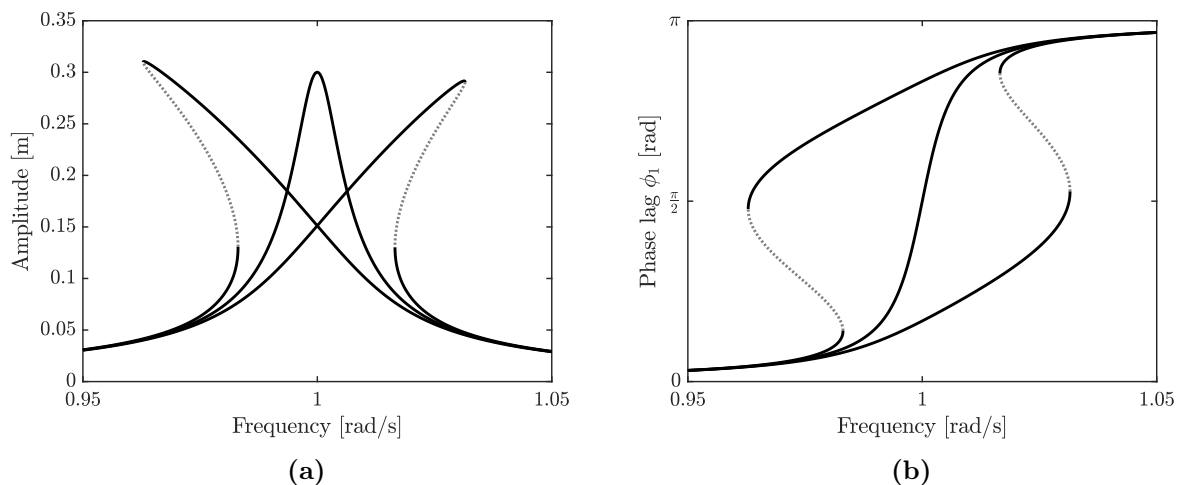 0.35
0.3
0.25
0.2
0.15
0.1
0.05
0
Amplitude [m]
0.95
1
1.05
Frequency [rad/s]
(a)
π
π/2
0
Phase lag ϕ₁ [rad]
0.95
1
1.05
Frequency [rad/s]
(b)